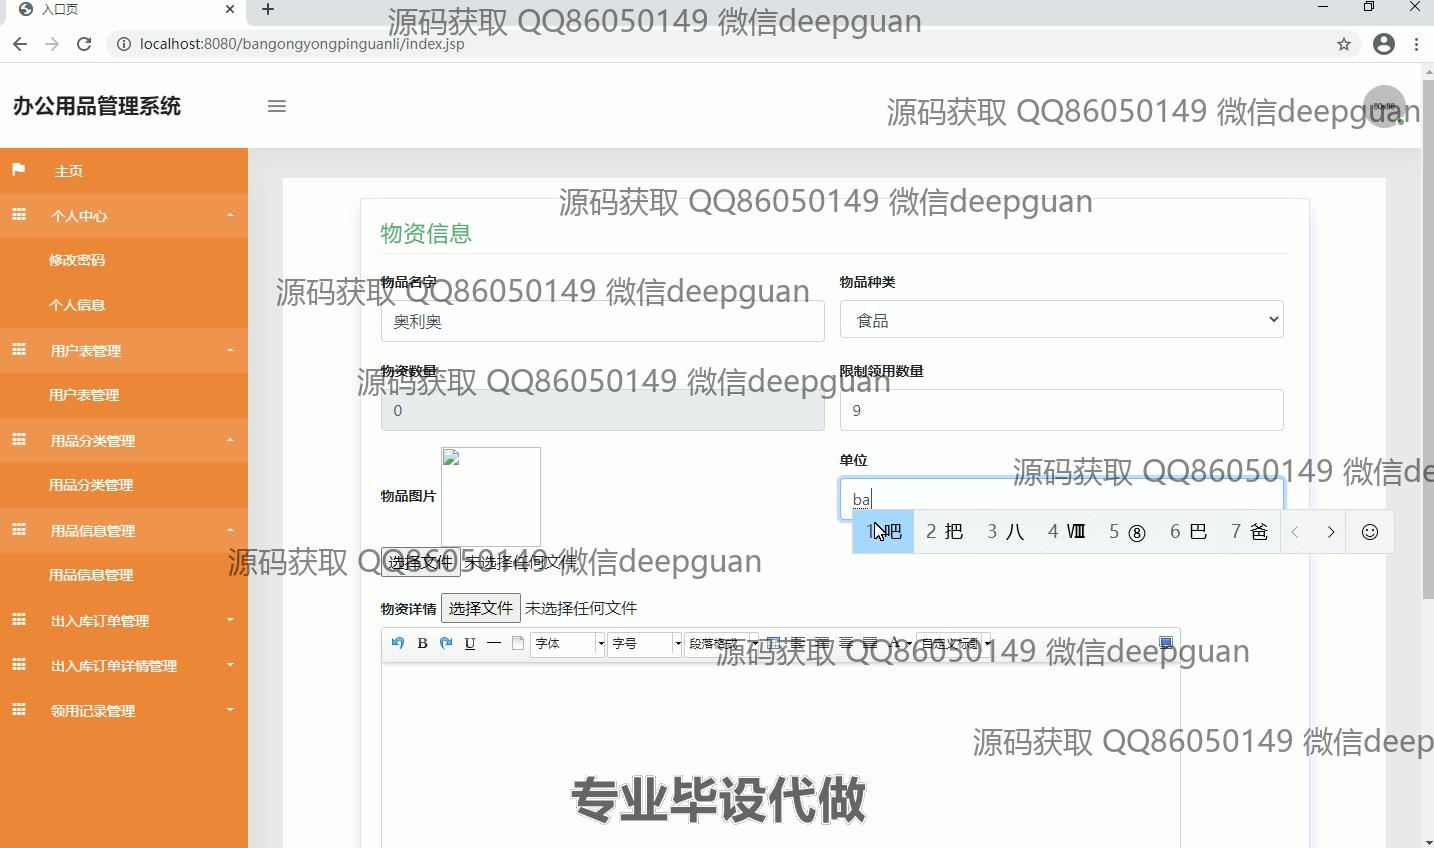 入口页
源码获取 QQ86050149 微信deepguan
localhost:8080/bangongyongpinguanli/index.jsp
办公用品管理系统
源码获取 QQ86050149 微信deepguan
主页
个人中心
修改密码
个人信息
用户表管理
用户表管理
用品分类管理
用品分类管理
用品信息管理
用品信息管理
出入库订单管理
出入库订单详情管理
领用记录管理
源码获取 QQ86050149 微信deepguan
物资信息
物品名字
物品种类
源码获取 QQ86050149 微信deepguan
奥利奥
食品
物资数量
限制领用数量
源码获取 QQ86050149 微信deepguan
0
9
单位
源码获取 QQ86050149 微信de
物品图片
ba
1 吧 2 把 3 八 4 Ⅷ 5 ⑧ 6 巴 7 爸
选择文件 未选择任何文件
源码获取 QQ86050149 微信deepguan
物资详情 选择文件 未选择任何文件
B U 字体 字号 段落格式 A 自定义标题
源码获取 QQ86050149 微信deepguan
源码获取 QQ86050149 微信deep
专业毕设代做